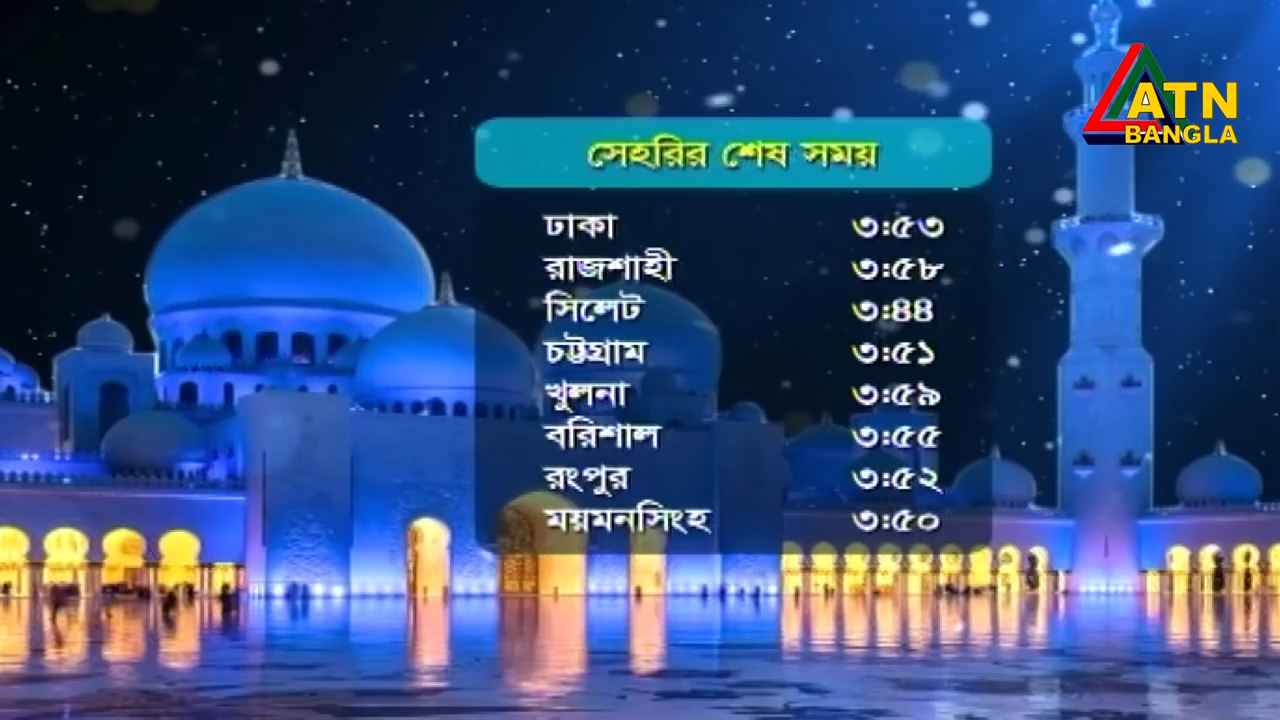 ATN
BANGLA
সেহরির শেষ সময়
ঢাকা ৩:৫৩
রাজশাহী ৩:৫৮
সিলেট ৩:৪৪
চট্টগ্রাম ৩:৫১
খুলনা ৩:৫৯
বরিশাল ৩:৫৫
রংপুর ৩:৫২
ময়মনসিংহ ৩:৫০